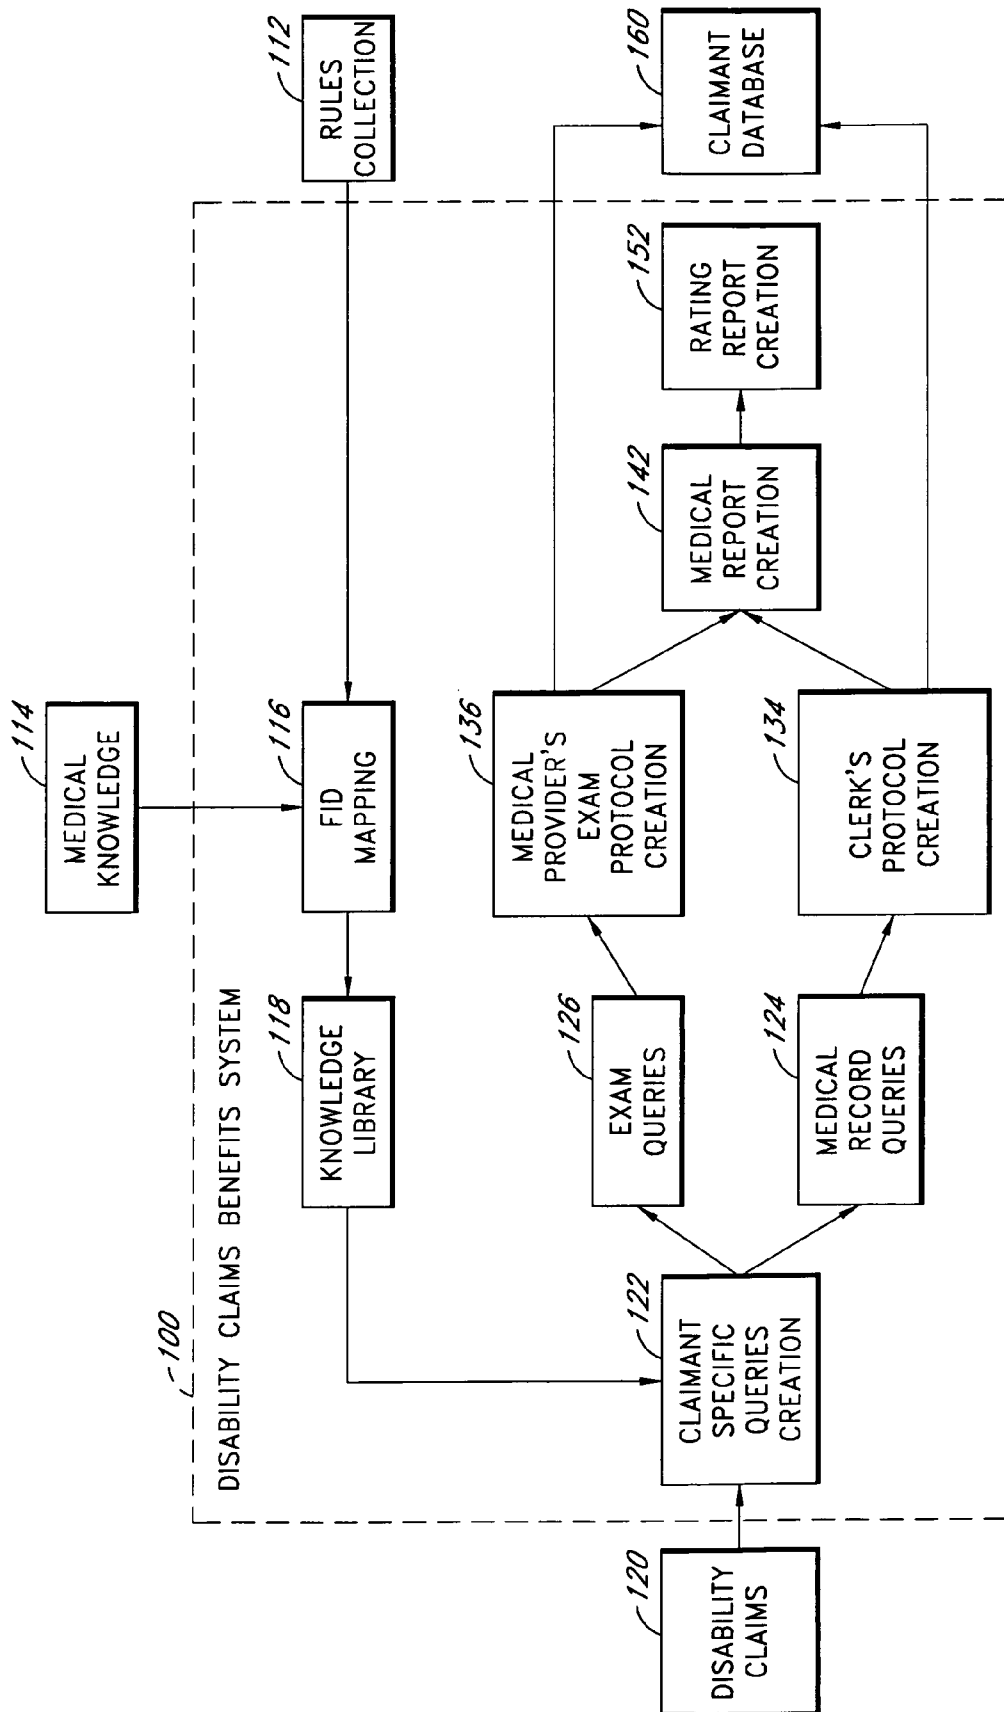 114
MEDICAL
KNOWLEDGE
100
DISABILITY CLAIMS BENEFITS SYSTEM
118
KNOWLEDGE
LIBRARY
116
FID
MAPPING
112
RULES
COLLECTION
120
DISABILITY
CLAIMS
122
CLAIMANT
SPECIFIC
QUERIES
CREATION
126
EXAM
QUERIES
124
MEDICAL
RECORD
QUERIES
136
MEDICAL
PROVIDER'S
EXAM
PROTOCOL
CREATION
134
CLERK'S
PROTOCOL
CREATION
142
MEDICAL
REPORT
CREATION
152
RATING
REPORT
CREATION
160
CLAIMANT
DATABASE